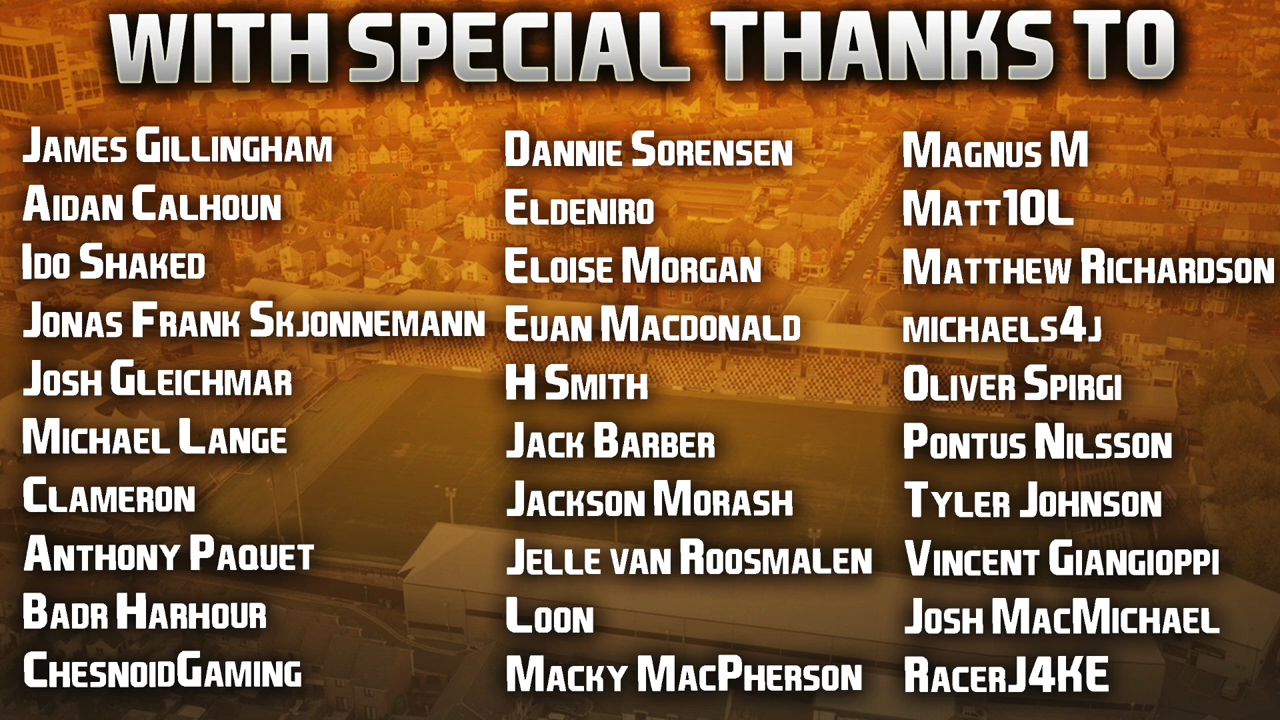 WITH SPECIAL THANKS TO
James Gillingham
Aidan Calhoun
Ido Shaked
Jonas Frank Skjonnemann
Josh Gleichmar
Michael Lange
Clameron
Anthony Paquet
Badr Harhour
ChesnoidGaming
Dannie Sorensen
Eldeniro
Eloise Morgan
Euan Macdonald
H Smith
Jack Barber
Jackson Morash
Jelle van Roosmalen
Loon
Macky MacPherson
Magnus M
Matt10L
Matthew Richardson
michaels4j
Oliver Spirgi
Pontus Nilsson
Tyler Johnson
Vincent Giangioppi
Josh MacMichael
RacerJ4KE